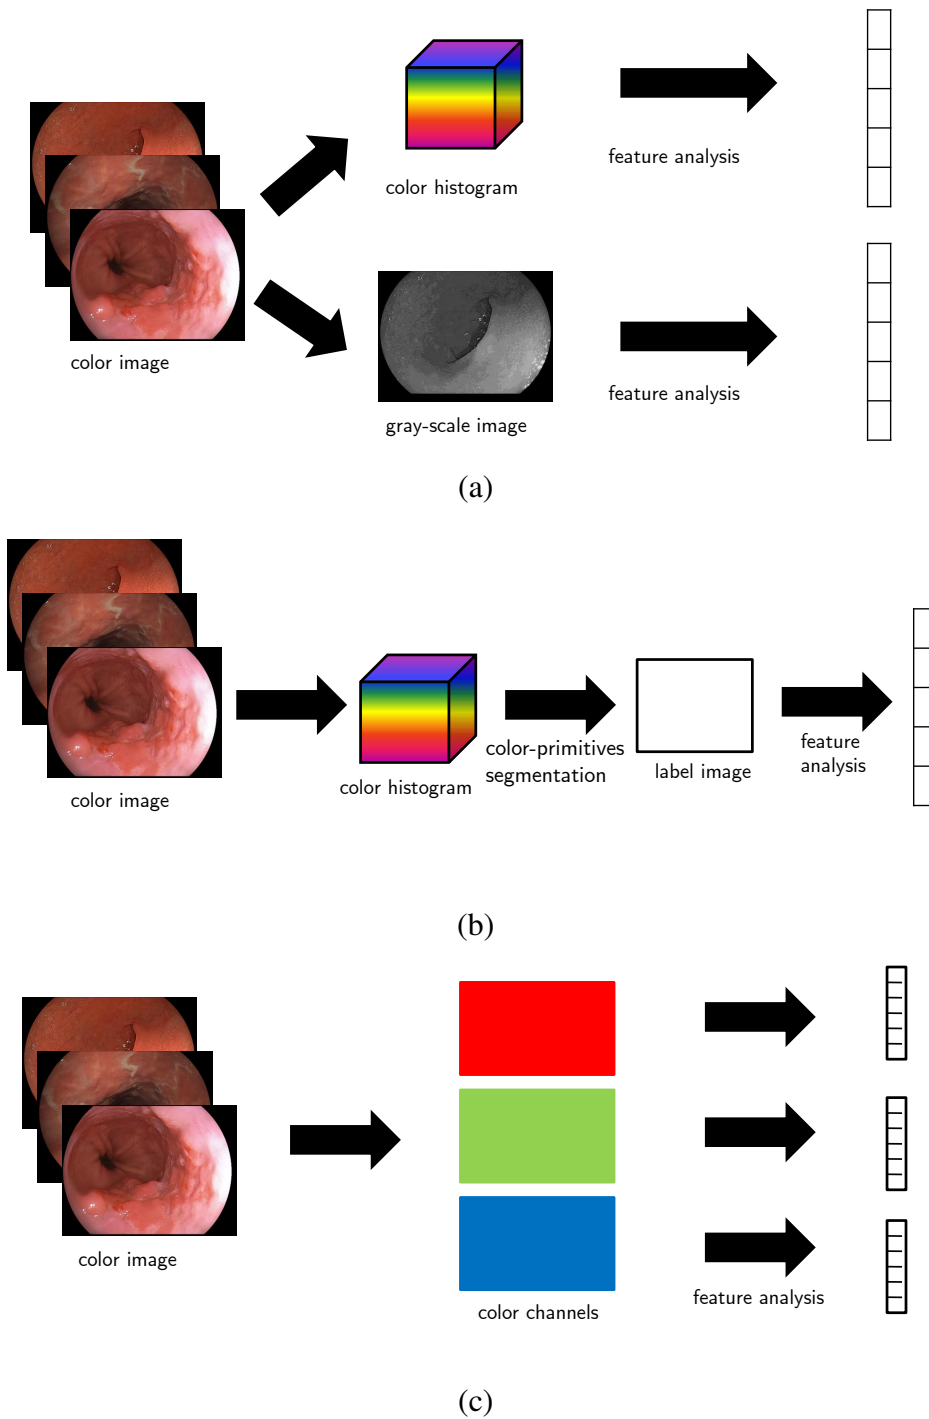 color histogram
feature analysis
color image
gray-scale image
feature analysis
(a)
color image
color histogram
color-primitives
segmentation
label image
feature
analysis
(b)
color image
color channels
feature analysis
(c)